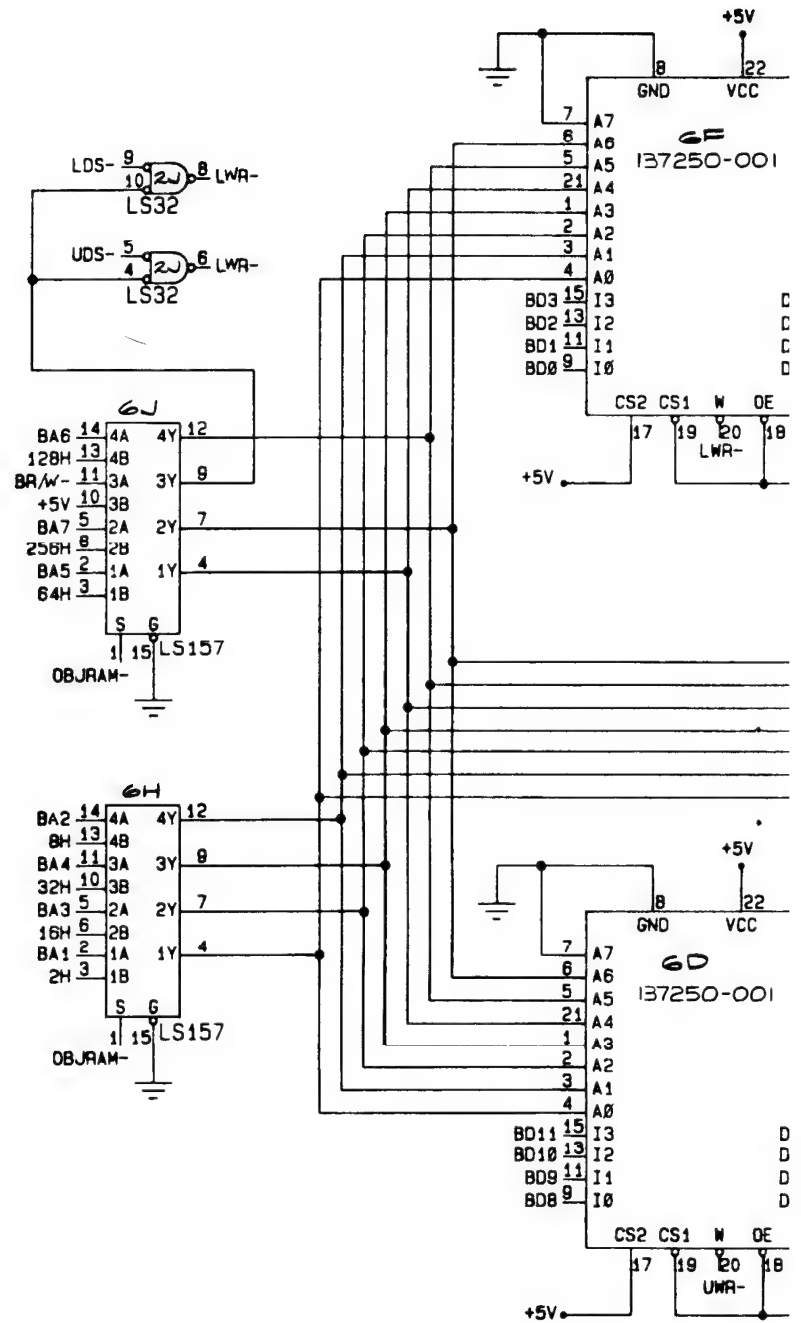 +5V
8 22
GND VCC
7 A7
6 A6
5 A5
21 A4
1 A3
2 A2
3 A1
4 A0
6F
137250-001
BD3 15 I3
BD2 13 I2
BD1 11 I1
BD0 9 I0
CS2 CS1 W OE
17 19 20 18
LWR-
+5V
LDS- 9
10 2J 8 LWR-
LS32
UDS- 5
4 2J 6 LWR-
LS32
6J
BA6 14 4A 4Y 12
128H 13 4B
BR/W- 11 3A 3Y 9
+5V 10 3B
BA7 5 2A 2Y 7
256H 6 2B
BA5 2 1A 1Y 4
64H 3 1B
S G
1 15 LS157
OBJRAM-
6H
BA2 14 4A 4Y 12
8H 13 4B
BA4 11 3A 3Y 9
32H 10 3B
BA3 5 2A 2Y 7
16H 6 2B
BA1 2 1A 1Y 4
2H 3 1B
S G
1 15 LS157
OBJRAM-
+5V
8 22
GND VCC
7 A7
6 A6
5 A5
21 A4
1 A3
2 A2
3 A1
4 A0
6D
137250-001
BD11 15 I3
BD10 13 I2
BD9 11 I1
BD8 9 I0
CS2 CS1 W OE
17 19 20 18
UWR-
+5V